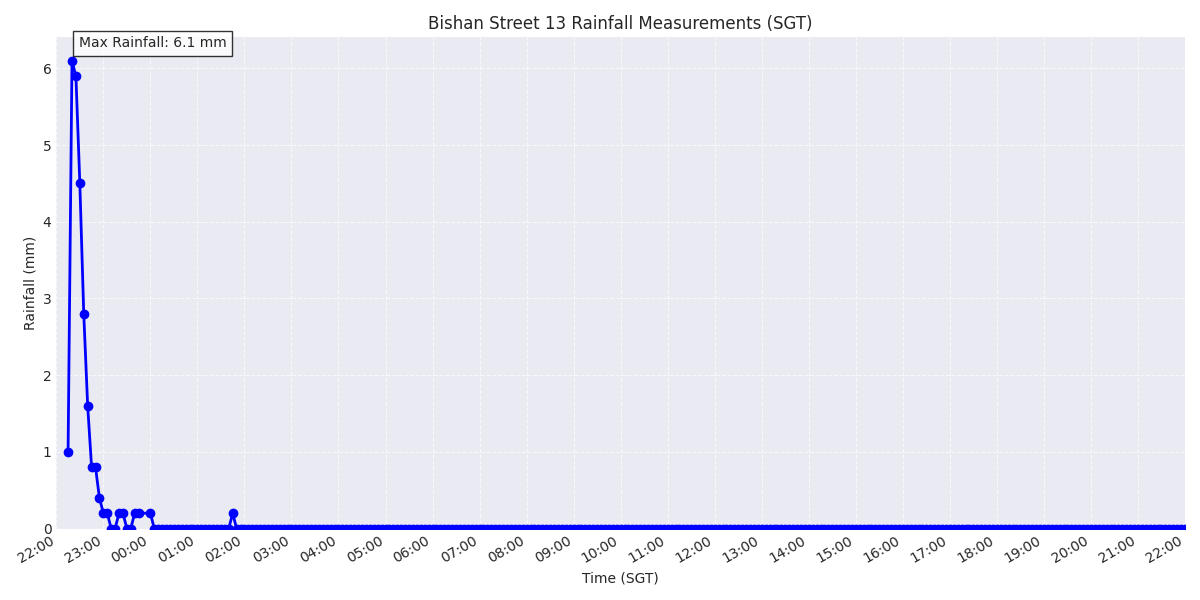 Bishan Street 13 Rainfall Measurements (SGT)
Max Rainfall: 6.1 mm
6
5
4
3
2
1
0
Rainfall (mm)
22:00 23:00 00:00 01:00 02:00 03:00 04:00 05:00 06:00 07:00 08:00 09:00 10:00 11:00 12:00 13:00 14:00 15:00 16:00 17:00 18:00 19:00 20:00 21:00 22:00
Time (SGT)